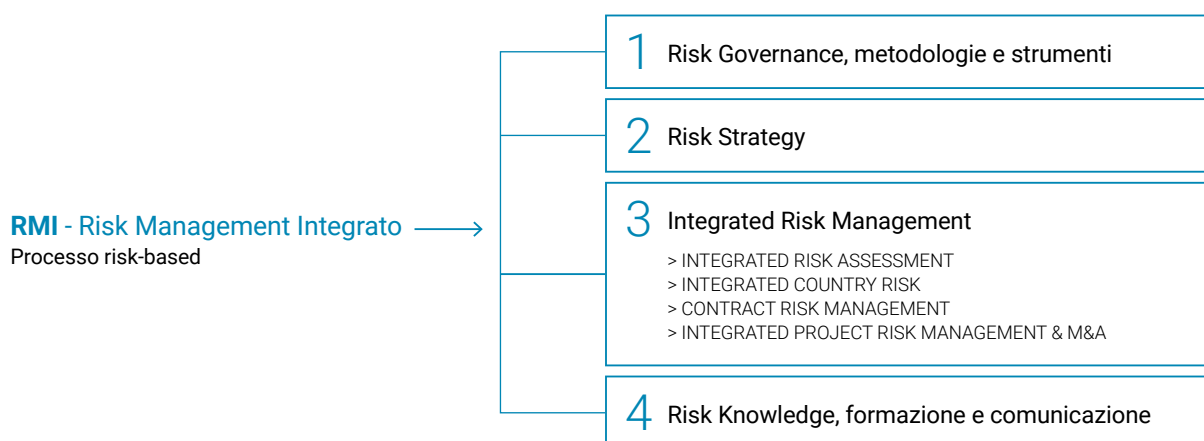 RMI - Risk Management Integrato
Processo risk-based
1 Risk Governance, metodologie e strumenti
2 Risk Strategy
3 Integrated Risk Management
> INTEGRATED RISK ASSESSMENT
> INTEGRATED COUNTRY RISK
> CONTRACT RISK MANAGEMENT
> INTEGRATED PROJECT RISK MANAGEMENT & M&A
4 Risk Knowledge, formazione e comunicazione